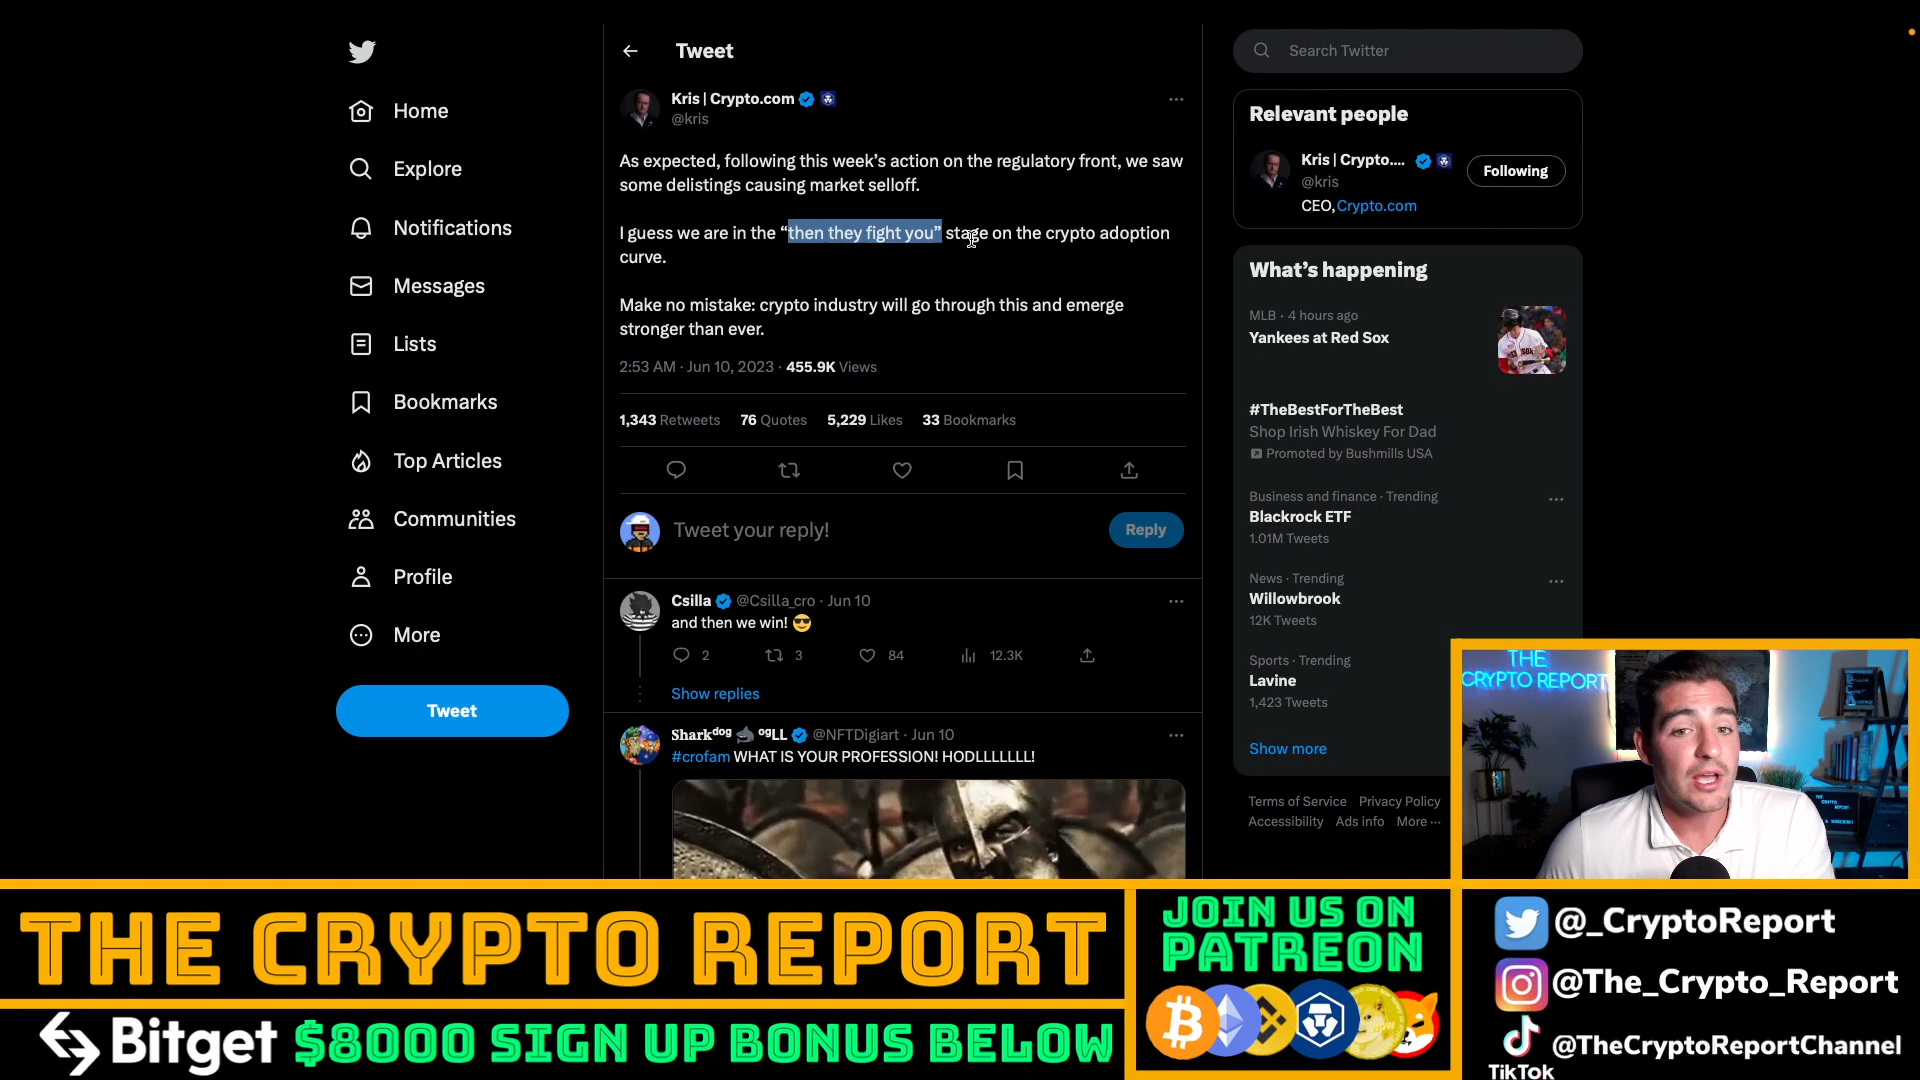 Home
Explore
Notifications
Messages
Lists
Bookmarks
Top Articles
Communities
Profile
More
Tweet
Tweet
Kris | Crypto.com
@kris
As expected, following this week’s action on the regulatory front, we saw
some delistings causing market selloff.
I guess we are in the “then they fight you” stage on the crypto adoption
curve.
Make no mistake: crypto industry will go through this and emerge
stronger than ever.
2:53 AM · Jun 10, 2023 · 455.9K Views
1,343 Retweets 76 Quotes 5,229 Likes 33 Bookmarks
Tweet your reply!
Reply
Csilla @Csilla_cro · Jun 10
and then we win! 😎
2 3 84 12.3K
Show replies
Sharkᵈᵒᵍ 🦈 ᵒᵍLL @NFTDigiart · Jun 10
#crofam WHAT IS YOUR PROFESSION! HODLLLLLLL!
Search Twitter
Relevant people
Kris | Crypto....
@kris
Following
CEO, Crypto.com
What’s happening
MLB · 4 hours ago
Yankees at Red Sox
#TheBestForTheBest
Shop Irish Whiskey For Dad
Promoted by Bushmills USA
Business and finance · Trending
Blackrock ETF
1.01M Tweets
News · Trending
Willowbrook
12K Tweets
Sports · Trending
Lavine
1,423 Tweets
Show more
Terms of Service Privacy Policy
Accessibility Ads info More ···
THE
CRYPTO REPORT
THE CRYPTO REPORT
Bitget $8000 SIGN UP BONUS BELOW
JOIN US ON
PATREON
@_CryptoReport
@The_Crypto_Report
@TheCryptoReportChannel
TikTok